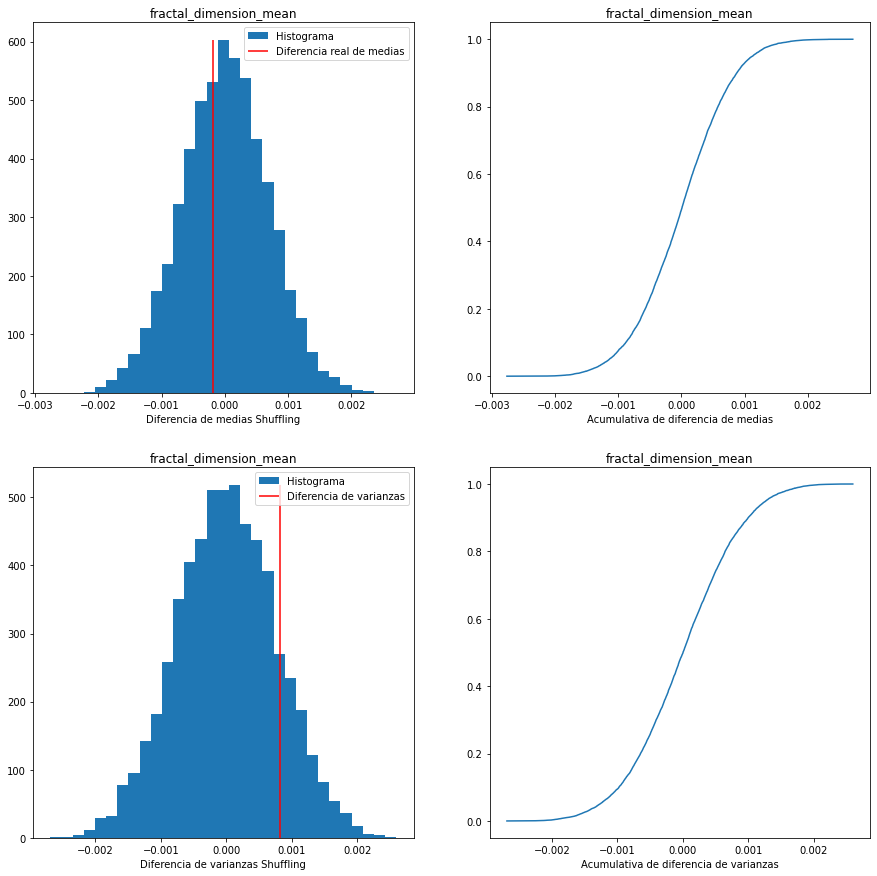 fractal_dimension_mean
Histograma
Diferencia real de medias
600
500
400
300
200
100
0
−0.003 −0.002 −0.001 0.000 0.001 0.002
Diferencia de medias Shuffling
fractal_dimension_mean
1.0
0.8
0.6
0.4
0.2
0.0
−0.003 −0.002 −0.001 0.000 0.001 0.002
Acumulativa de diferencia de medias
fractal_dimension_mean
Histograma
Diferencia de varianzas
500
400
300
200
100
0
−0.002 −0.001 0.000 0.001 0.002
Diferencia de varianzas Shuffling
fractal_dimension_mean
1.0
0.8
0.6
0.4
0.2
0.0
−0.002 −0.001 0.000 0.001 0.002
Acumulativa de diferencia de varianzas